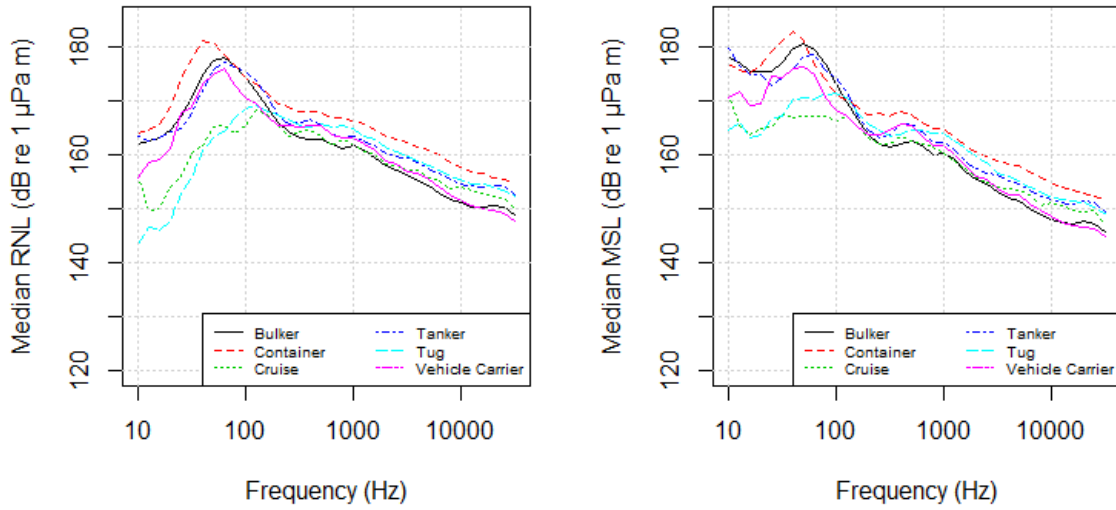 Median RNL (dB re 1 µPa m)
180
160
140
120
Bulker
Container
Cruise
Tanker
Tug
Vehicle Carrier
10 100 1000 10000
Frequency (Hz)
Median MSL (dB re 1 µPa m)
180
160
140
120
Bulker
Container
Cruise
Tanker
Tug
Vehicle Carrier
10 100 1000 10000
Frequency (Hz)